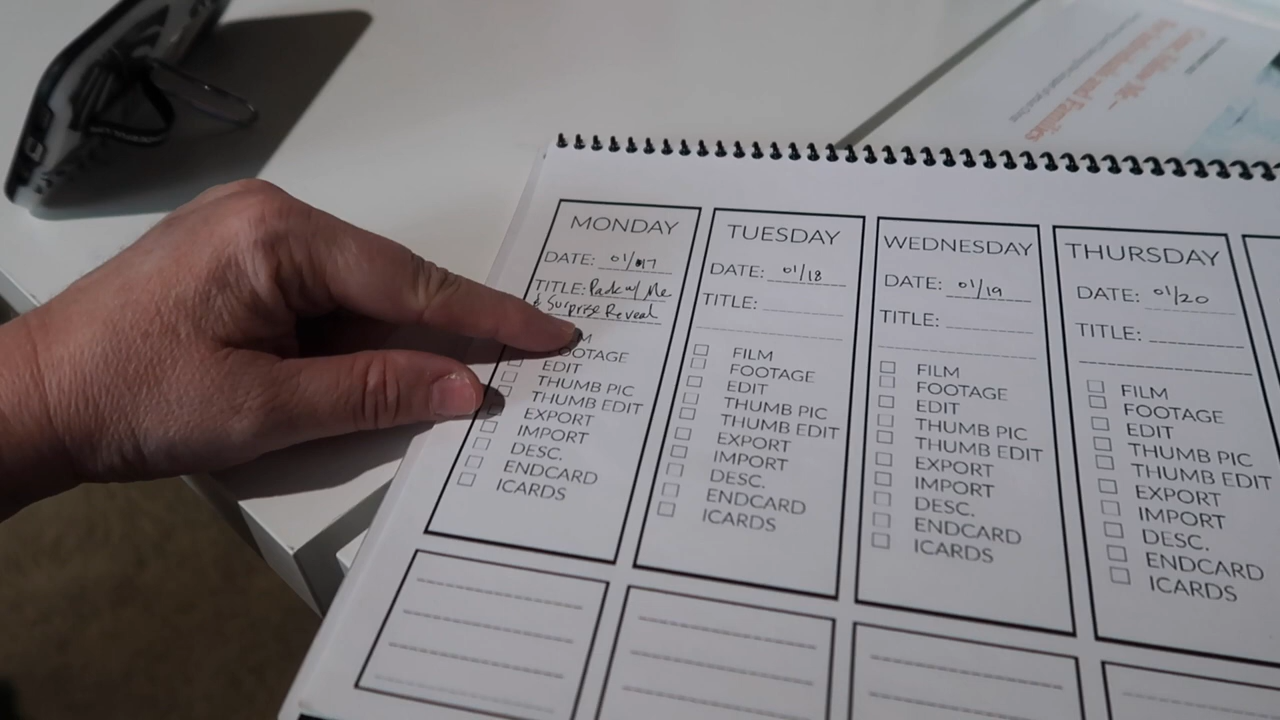 MONDAY
DATE: 01/17
TITLE: Pack w/ Me
& Surprise Reveal
FOOTAGE
EDIT
THUMB PIC
THUMB EDIT
EXPORT
IMPORT
DESC.
ENDCARD
ICARDS
TUESDAY
DATE: 01/18
TITLE:
FILM
FOOTAGE
EDIT
THUMB PIC
THUMB EDIT
EXPORT
IMPORT
DESC.
ENDCARD
ICARDS
WEDNESDAY
DATE: 01/19
TITLE:
FILM
FOOTAGE
EDIT
THUMB PIC
THUMB EDIT
EXPORT
IMPORT
DESC.
ENDCARD
ICARDS
THURSDAY
DATE: 01/20
TITLE:
FILM
FOOTAGE
EDIT
THUMB PIC
THUMB EDIT
EXPORT
IMPORT
DESC.
ENDCARD
ICARDS
and Families